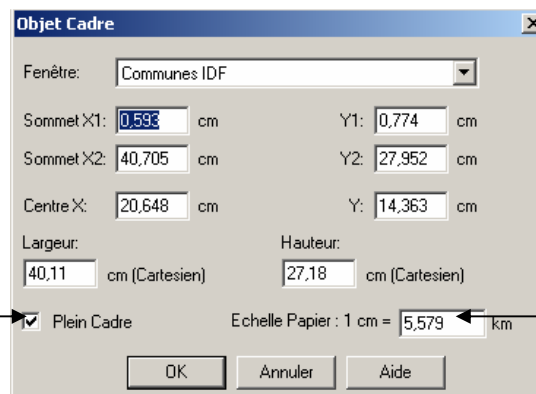 Objet Cadre
Fenêtre: Communes IDF
Sommet X1: 0,593 cm Y1: 0,774 cm
Sommet X2: 40,705 cm Y2: 27,952 cm
Centre X: 20,648 cm Y: 14,363 cm
Largeur: Hauteur:
40,11 cm (Cartesien) 27,18 cm (Cartesien)
Plein Cadre Echelle Papier : 1 cm = 5,579 km
OK Annuler Aide